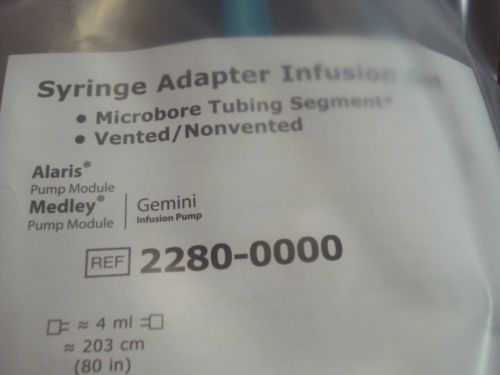 Syringe Adapter Infusion
• Microbore Tubing Segment*
• Vented/Nonvented
Alaris®
Pump Module
Medley® | Gemini
Pump Module | Infusion Pump
REF 2280-0000
≈ 4 ml
≈ 203 cm
(80 in)